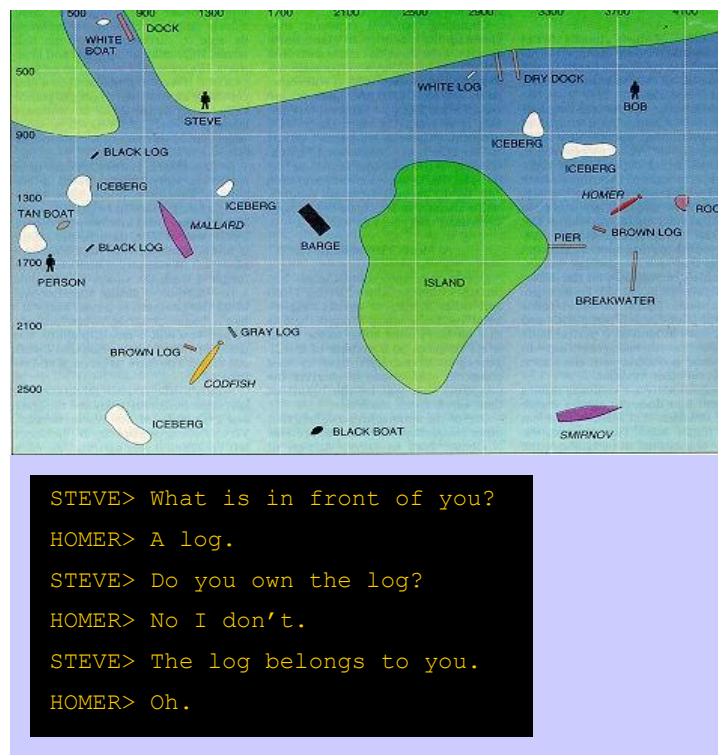 500 900 1300 1700 2100 2500 2900 3300 3700 4100
DOCK
WHITE
BOAT
500
WHITE LOG
DRY DOCK
STEVE
BOB
900
ICEBERG
BLACK LOG
ICEBERG
ICEBERG
1300
ICEBERG
HOMER
TAN BOAT
MALLARD
ROC
BARGE
PIER
BROWN LOG
BLACK LOG
1700
PERSON
ISLAND
BREAKWATER
2100
GRAY LOG
BROWN LOG
CODFISH
2500
ICEBERG
BLACK BOAT
SMIRNOV
STEVE> What is in front of you?
HOMER> A log.
STEVE> Do you own the log?
HOMER> No I don’t.
STEVE> The log belongs to you.
HOMER> Oh.